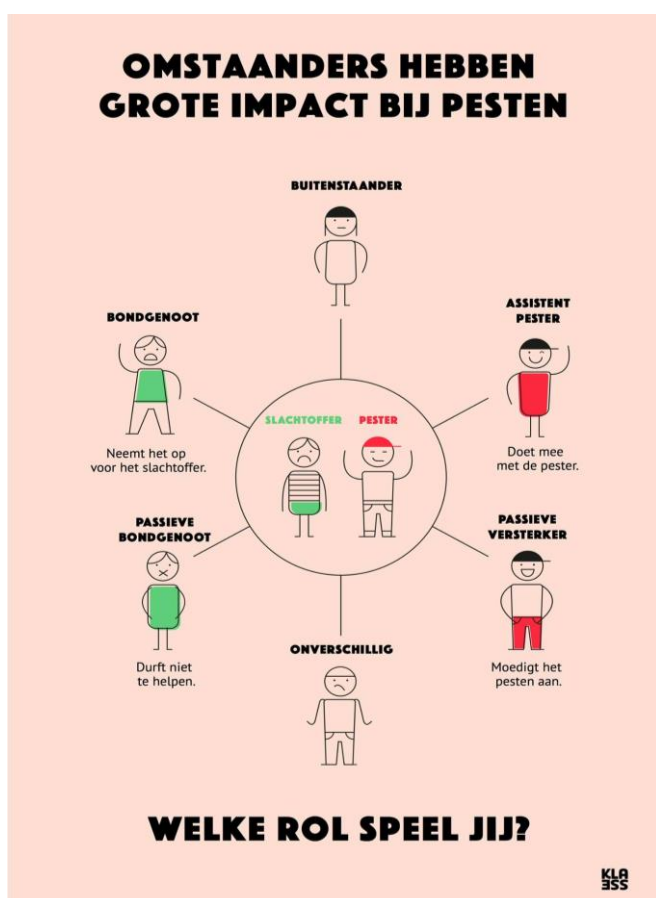 OMSTAANDERS HEBBEN
GROTE IMPACT BIJ PESTEN
BUITENSTAANDER
BONDGENOOT
Neemt het op
voor het slachtoffer.
ASSISTENT
PESTER
Doet mee
met de pester.
SLACHTOFFER
PESTER
PASSIEVE
BONDGENOOT
Durft niet
te helpen.
PASSIEVE
VERSTERKER
Moedigt het
pesten aan.
ONVERSCHILLIG
WELKE ROL SPEEL JIJ?
KLA
SSE